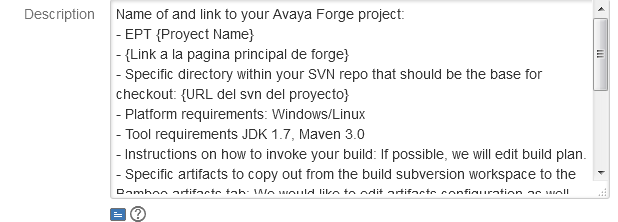 Description
Name of and link to your Avaya Forge project:
- EPT {Proyect Name}
- {Link a la pagina principal de forge}
- Specific directory within your SVN repo that should be the base for
checkout: {URL del svn del proyecto}
- Platform requirements: Windows/Linux
- Tool requirements JDK 1.7, Maven 3.0
- Instructions on how to invoke your build: If possible, we will edit build plan.
- Specific artifacts to copy out from the build subversion workspace to the
Bamboo artifacts tab: We would like to edit artifacts configuration as well